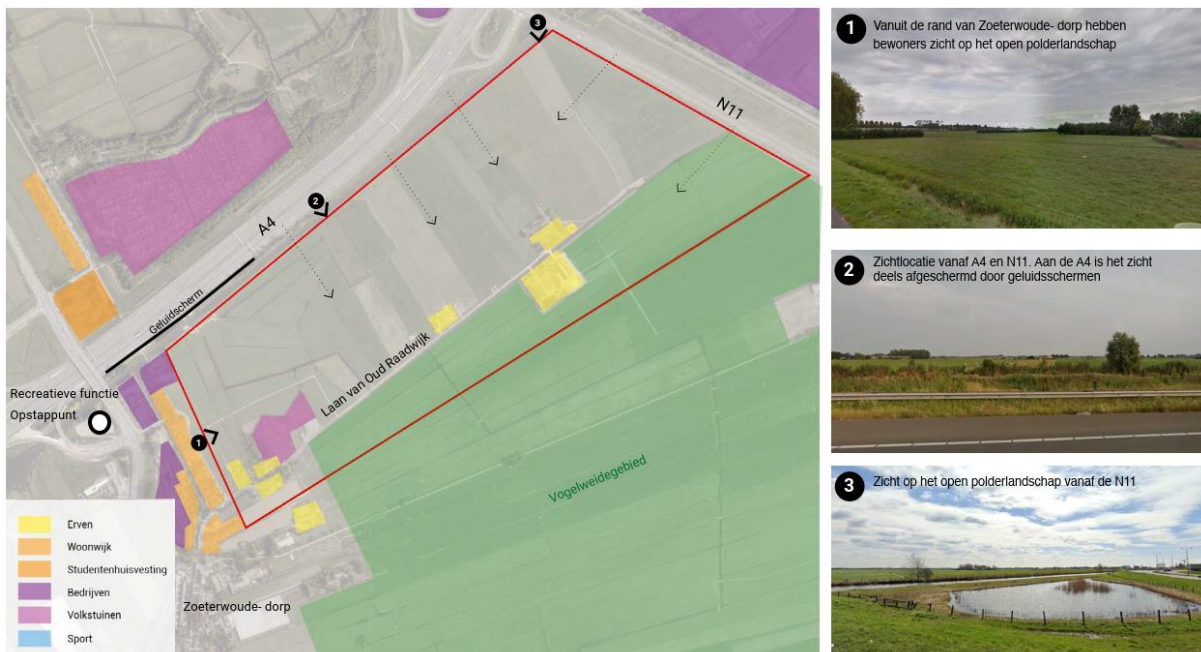 3
N11
2
A4
Geluidscherm
Laan van Oud Raadwijk
Recreatieve functie
Opstappunt
1
Vogelweidegebied
Zoeterwoude- dorp
Erven
Woonwijk
Studentenhuisvesting
Bedrijven
Volkstuinen
Sport
1 Vanuit de rand van Zoeterwoude- dorp hebben
bewoners zicht op het open polderlandschap
2 Zichtlocatie vanaf A4 en N11. Aan de A4 is het zicht
deels afgeschermd door geluidsschermen
3 Zicht op het open polderlandschap vanaf de N11